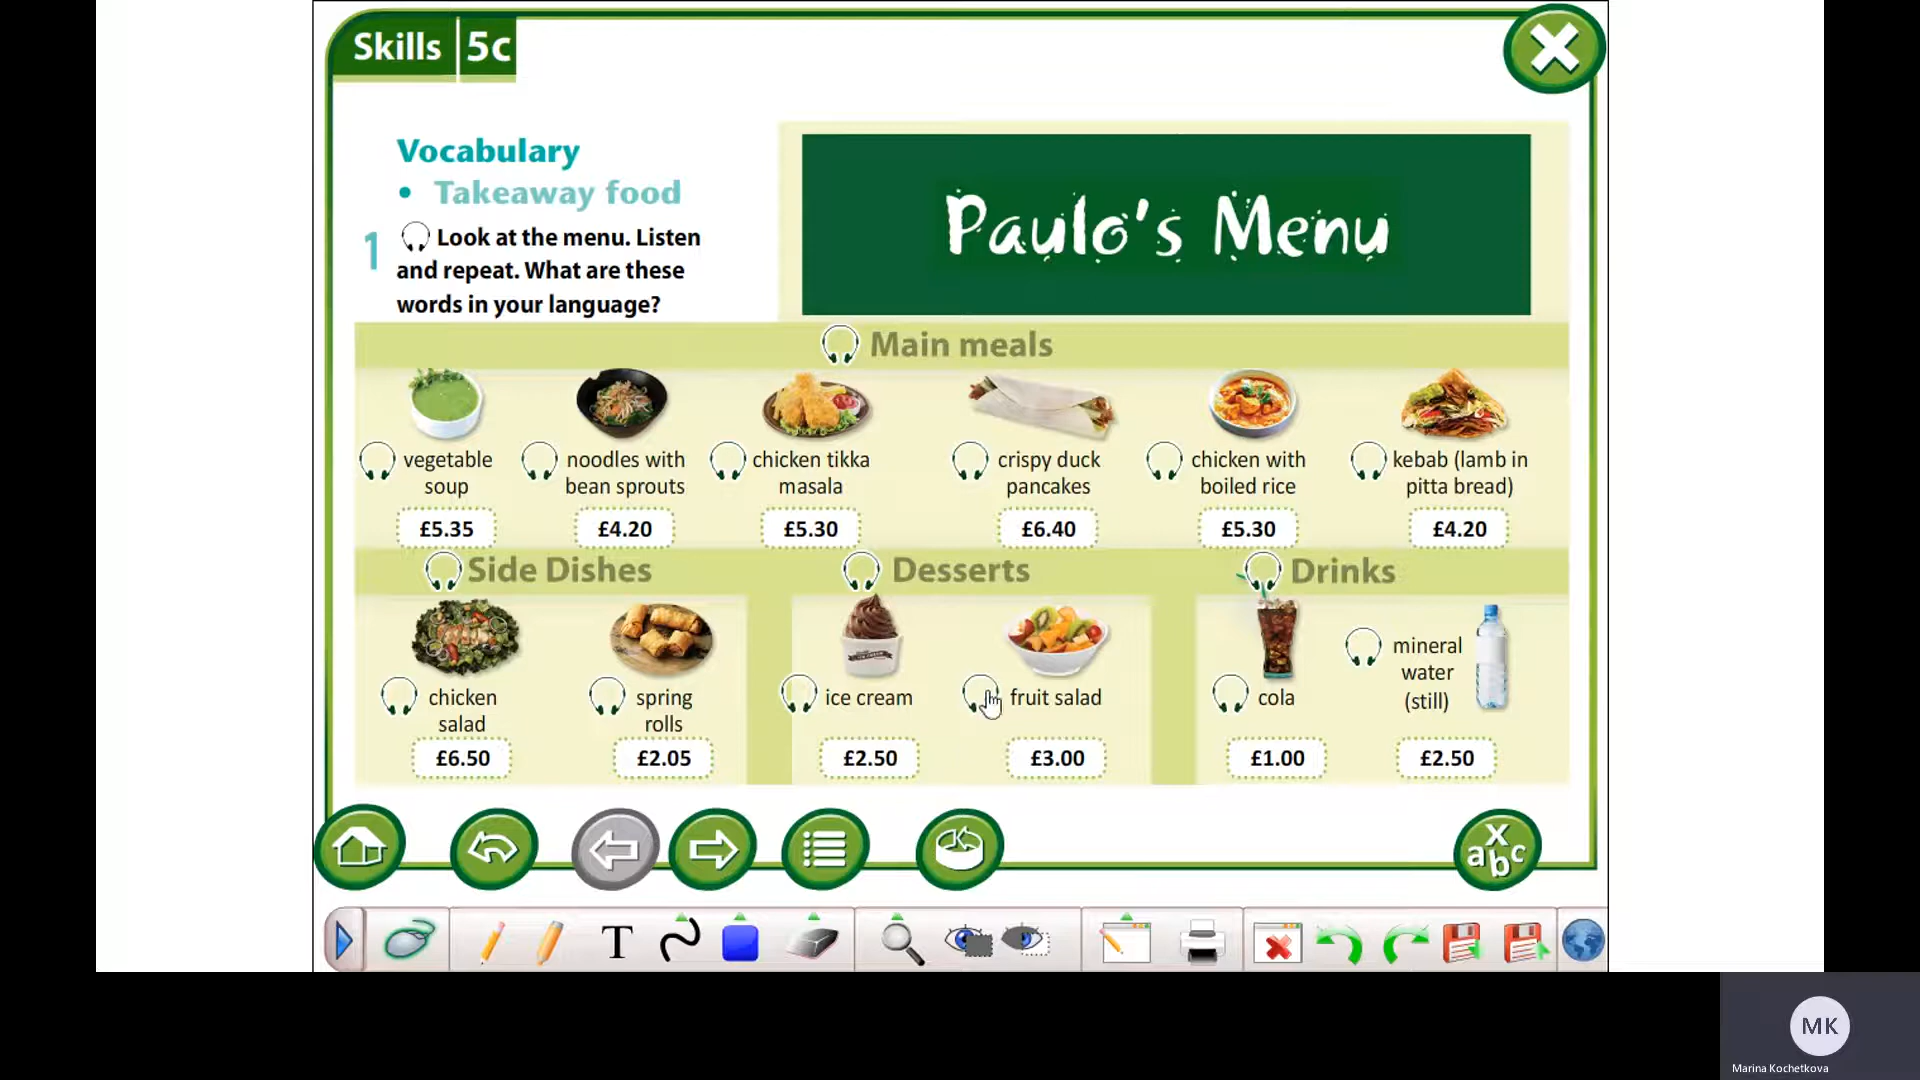 Skills 5c
Vocabulary
• Takeaway food
1 Look at the menu. Listen
and repeat. What are these
words in your language?
Paulo's Menu
Main meals
vegetable
soup
£5.35
noodles with
bean sprouts
£4.20
chicken tikka
masala
£5.30
crispy duck
pancakes
£6.40
chicken with
boiled rice
£5.30
kebab (lamb in
pitta bread)
£4.20
Side Dishes
chicken
salad
£6.50
spring
rolls
£2.05
Desserts
ice cream
£2.50
fruit salad
£3.00
Drinks
cola
£1.00
mineral
water
(still)
£2.50
x
abc
T
MK
Marina Kochetkova